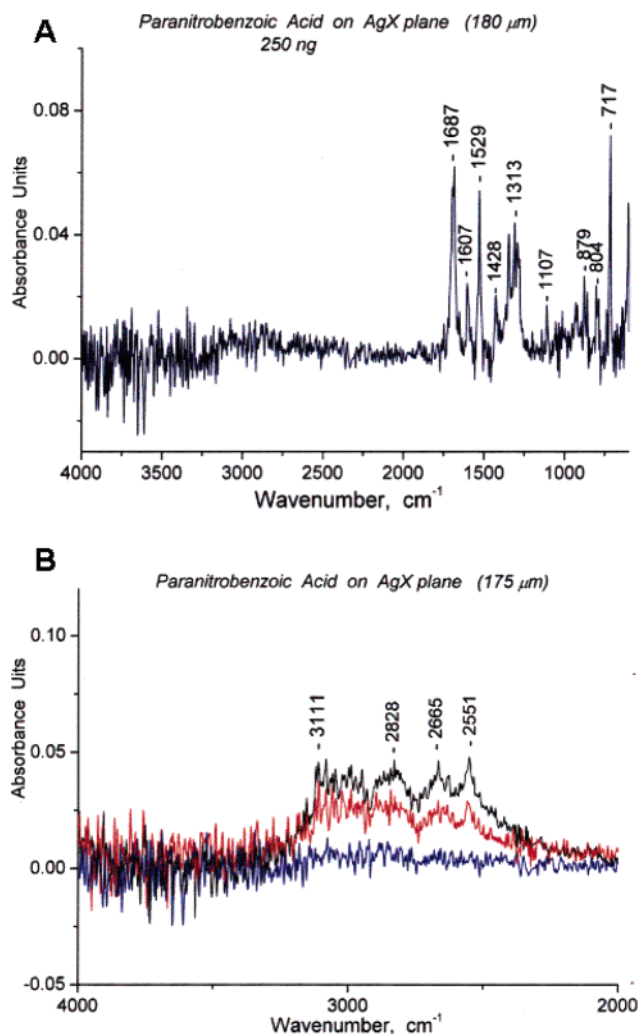 A
Paranitrobenzoic Acid on AgX plane (180 μm)
250 ng
Absorbance Units
0.08
0.04
0.00
1687
1607
1529
1428
1313
1107
879
804
717
4000 3500 3000 2500 2000 1500 1000
Wavenumber, cm⁻¹
B
Paranitrobenzoic Acid on AgX plane (175 μm)
Absorbance Uits
0.10
0.05
0.00
-0.05
3111
2828
2665
2551
4000 3000 2000
Wavenumber, cm⁻¹